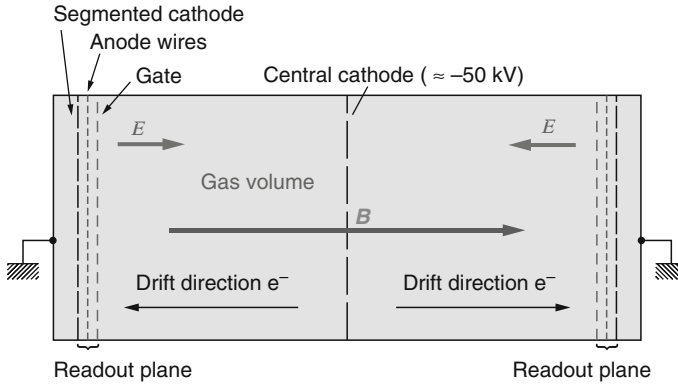 Segmented cathode
Anode wires
Gate
Central cathode ( ≈ –50 kV)
E
E
Gas volume
B
Drift direction e⁻
Drift direction e⁻
Readout plane
Readout plane